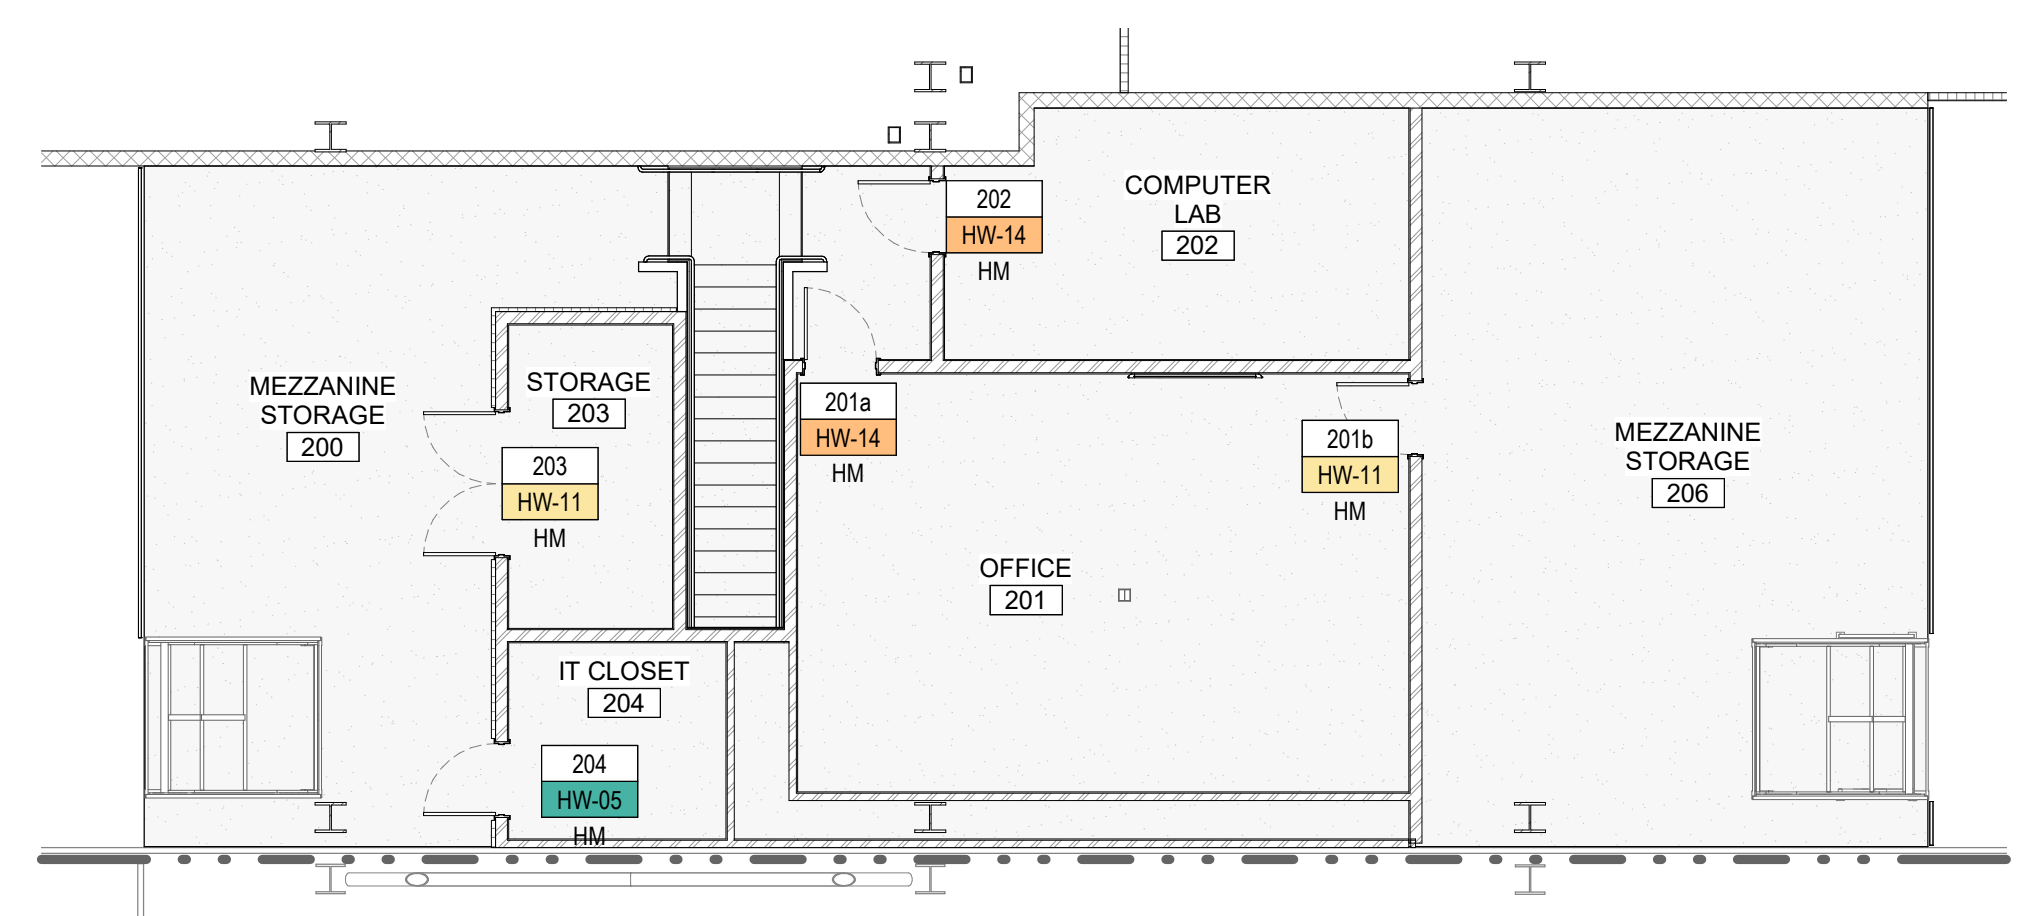 COMPUTER
LAB
202
202
HW-14
HM
MEZZANINE
STORAGE
200
STORAGE
203
203
HW-11
HM
201a
HW-14
HM
201b
HW-11
HM
MEZZANINE
STORAGE
206
OFFICE
201
IT CLOSET
204
204
HW-05
HM